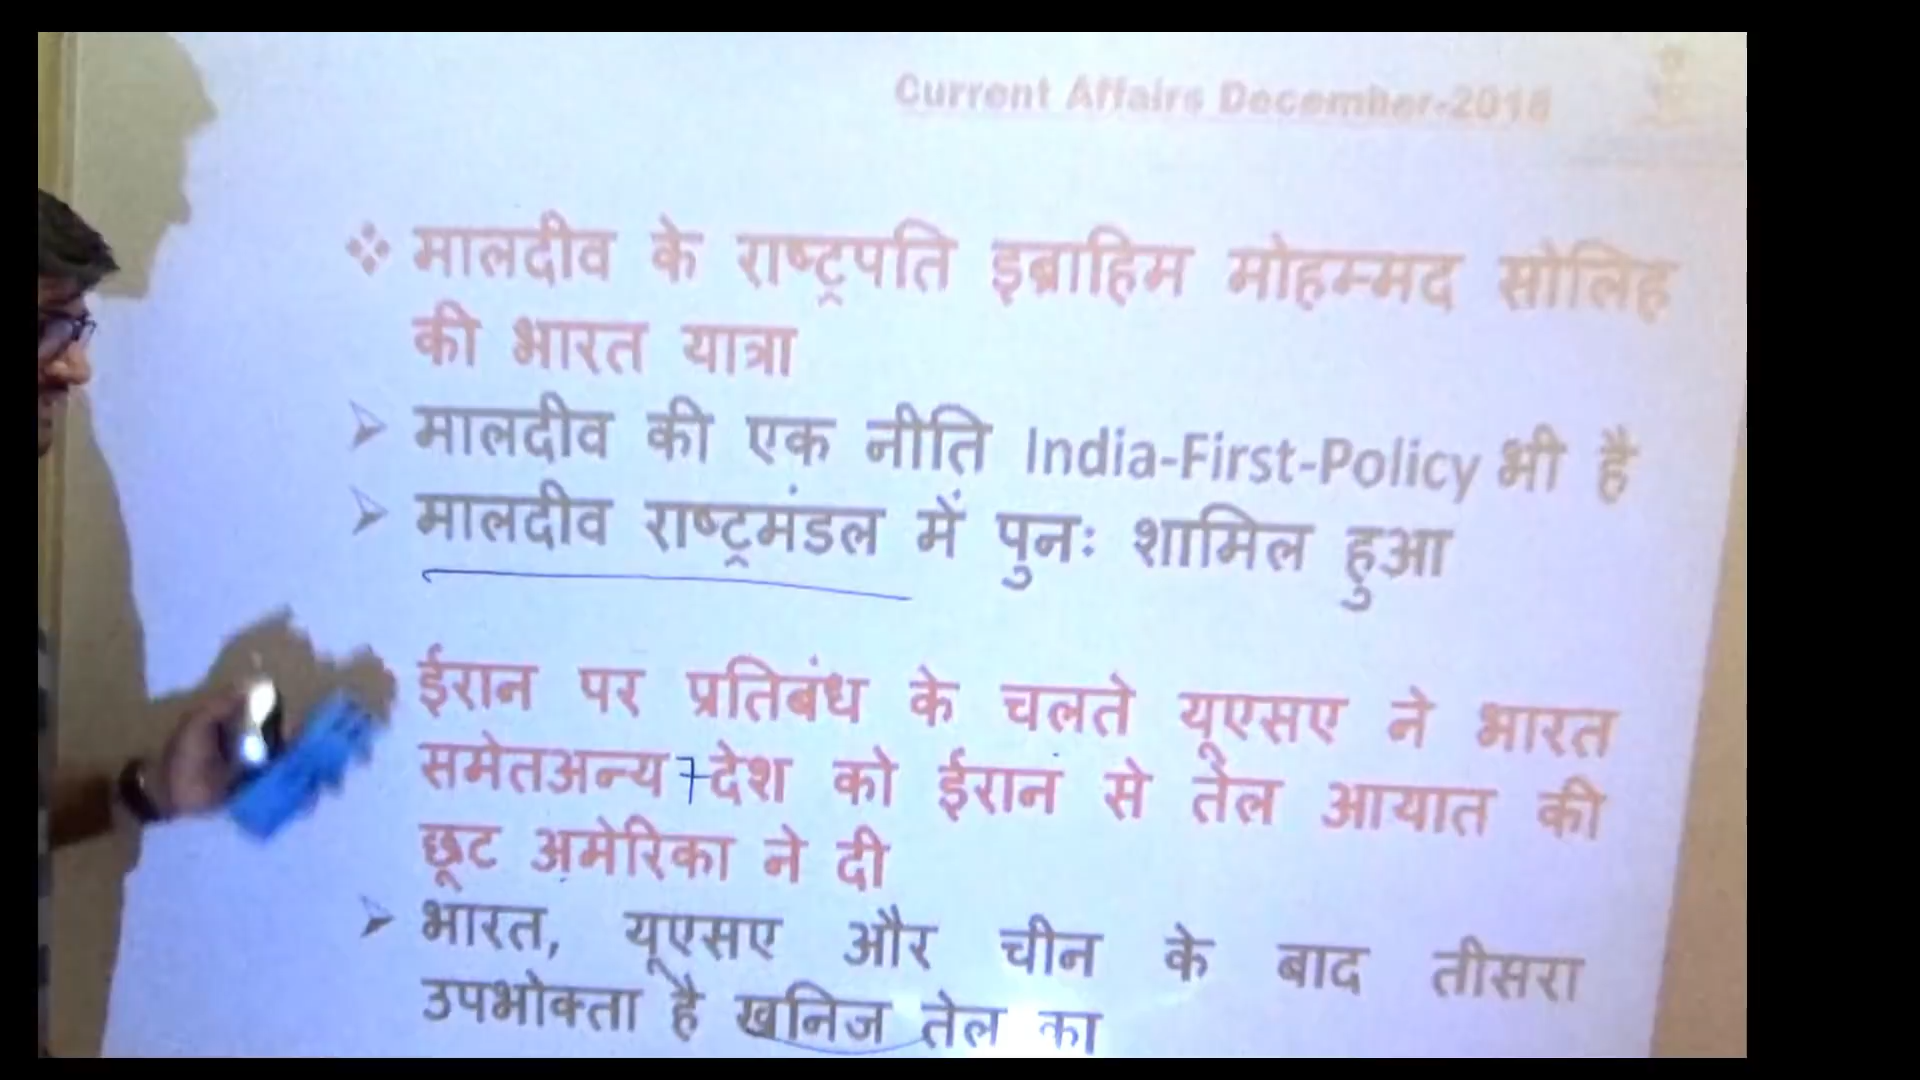 Current Affairs December-2018
❖ मालदीव के राष्ट्रपति इब्राहिम मोहम्मद सोलिह
की भारत यात्रा
➢ मालदीव की एक नीति India-First-Policy भी है
➢ मालदीव राष्ट्रमंडल में पुनः शामिल हुआ
ईरान पर प्रतिबंध के चलते यूएसए ने भारत
समेतअन्य 7 देश को ईरान से तेल आयात की
छूट अमेरिका ने दी
➢ भारत, यूएसए और चीन के बाद तीसरा
उपभोक्ता है खनिज तेल का